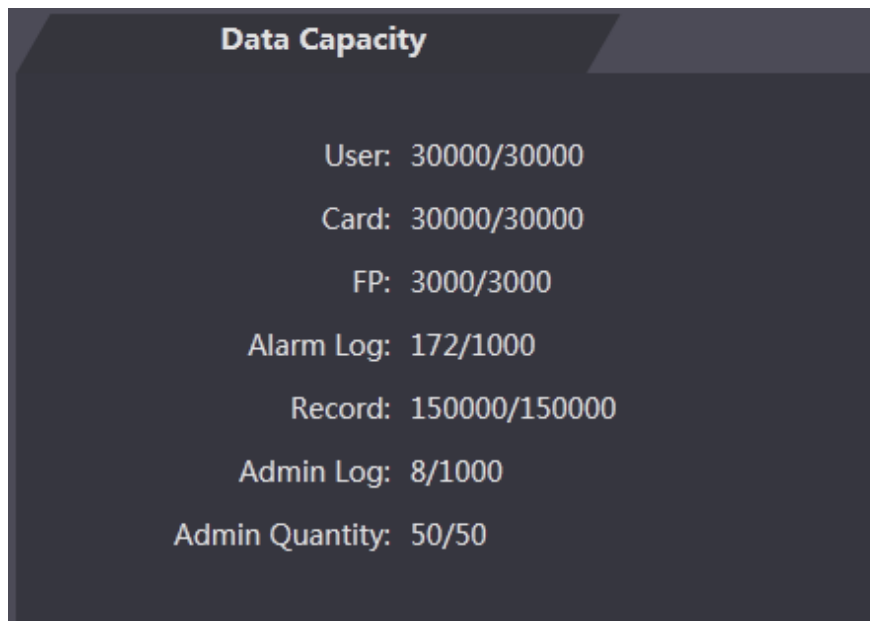 Data Capacity
User: 30000/30000
Card: 30000/30000
FP: 3000/3000
Alarm Log: 172/1000
Record: 150000/150000
Admin Log: 8/1000
Admin Quantity: 50/50